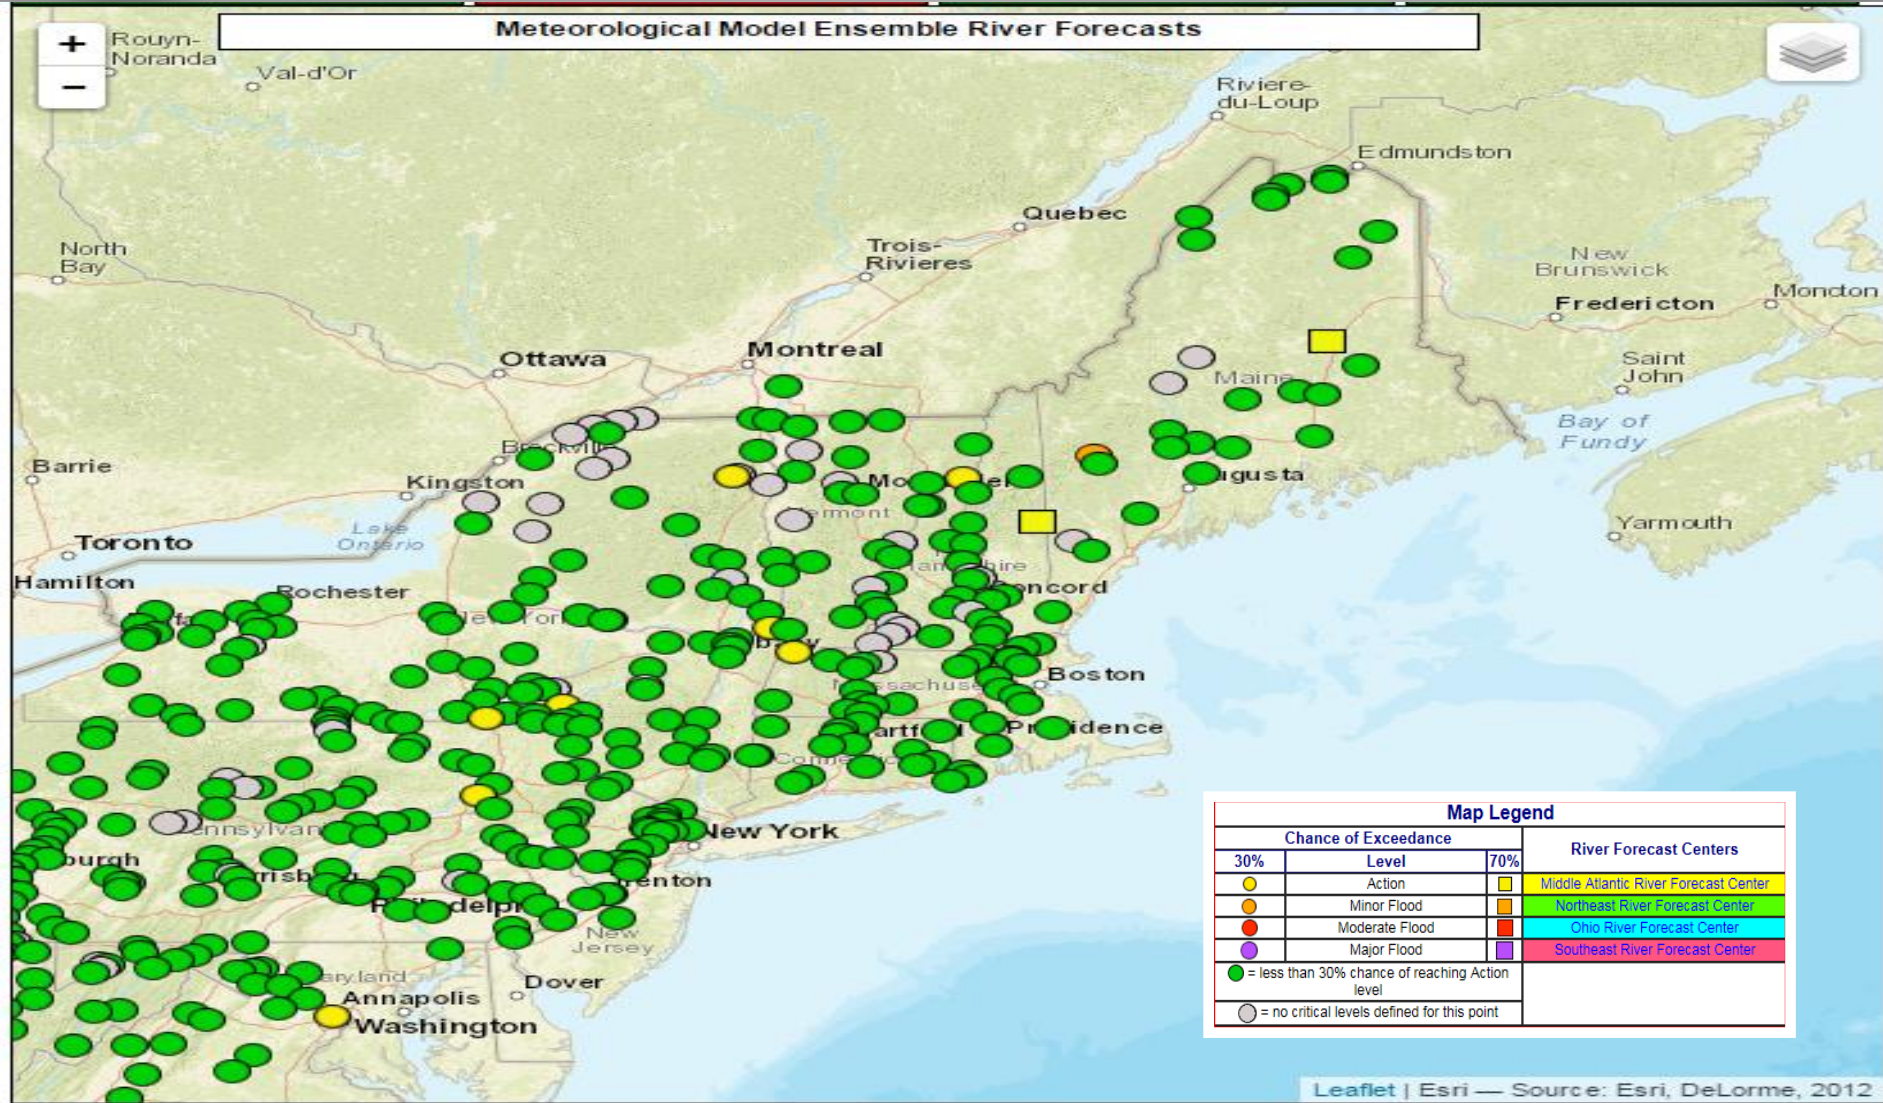 Meteorological Model Ensemble River Forecasts
+
−
Rouyn-
Noranda
Val-d'Or
Riviere-
du-Loup
Edmundston
Quebec
North
Bay
Trois-
Rivieres
New
Brunswick
Moncton
Fredericton
Ottawa
Montreal
Saint
John
Maine
Bay of
Fundy
Barrie
Kingston
Yarmouth
Lake
Ontario
Toronto
Hamilton
Rochester
Boston
New York
New
Jersey
Dover
Annapolis
Washington
Map Legend
Chance of Exceedance
River Forecast Centers
30% Level 70%
Action Middle Atlantic River Forecast Center
Minor Flood Northeast River Forecast Center
Moderate Flood Ohio River Forecast Center
Major Flood Southeast River Forecast Center
= less than 30% chance of reaching Action
level
= no critical levels defined for this point
Leaflet | Esri — Source: Esri, DeLorme, 2012